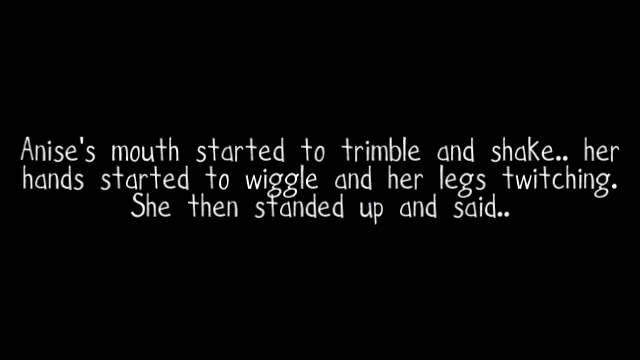 Anise's mouth started to trimble and shake.. her
hands started to wiggle and her legs twitching.
She then standed up and said..